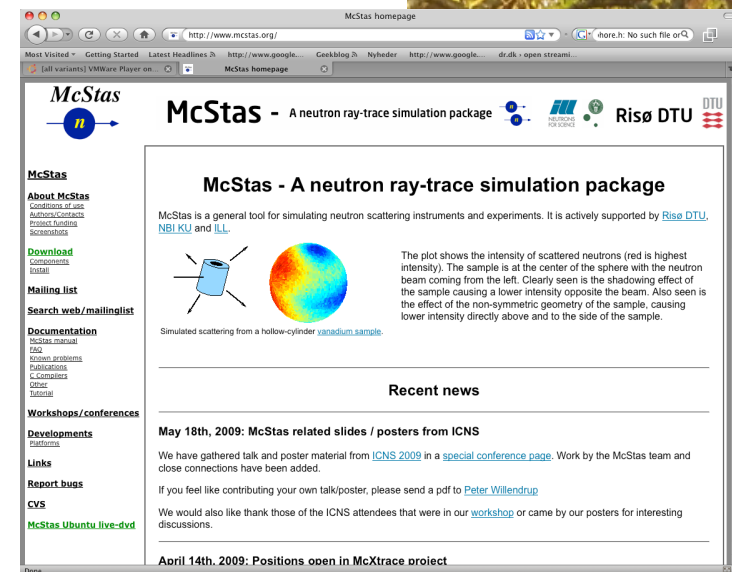 McStas homepage
http://www.mcstas.org/
hore.h: No such file or
Most Visited Getting Started Latest Headlines http://www.google.... Geekblog Nyheder http://www.google.... dr.dk › open streami...
[all variants] VMWare Player on...
McStas homepage
McStas
n
McStas - A neutron ray-trace simulation package
NEUTRONS
FOR SCIENCE
Risø DTU
DTU
McStas
About McStas
Conditions of use
Authors/Contacts
Project funding
Screenshots
Download
Components
Install
Mailing list
Search web/mailinglist
Documentation
McStas manual
FAQ
Known problems
Publications
C Compilers
Other
Tutorial
Workshops/conferences
Developments
Platforms
Links
Report bugs
CVS
McStas Ubuntu live-dvd
McStas - A neutron ray-trace simulation package
McStas is a general tool for simulating neutron scattering instruments and experiments. It is actively supported by Risø DTU,
NBI KU and ILL.
Simulated scattering from a hollow-cylinder vanadium sample.
The plot shows the intensity of scattered neutrons (red is highest
intensity). The sample is at the center of the sphere with the neutron
beam coming from the left. Clearly seen is the shadowing effect of
the sample causing a lower intensity opposite the beam. Also seen is
the effect of the non-symmetric geometry of the sample, causing
lower intensity directly above and to the side of the sample.
Recent news
May 18th, 2009: McStas related slides / posters from ICNS
We have gathered talk and poster material from ICNS 2009 in a special conference page. Work by the McStas team and
close connections have been added.
If you feel like contributing your own talk/poster, please send a pdf to Peter Willendrup
We would also like thank those of the ICNS attendees that were in our workshop or came by our posters for interesting
discussions.
April 14th, 2009: Positions open in McXtrace project
Done